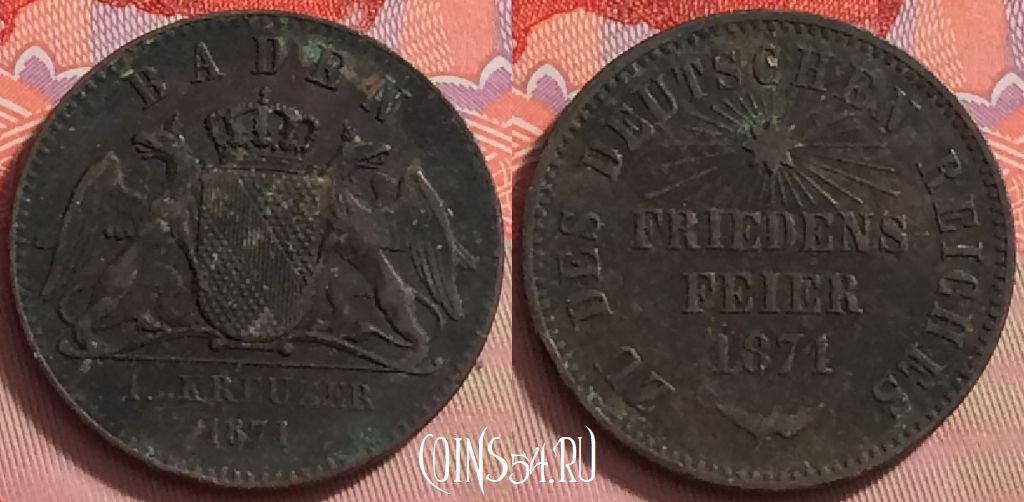 BADEN
1. KREUZER
1871
ZU DES DEUTSCHEN REICHES
FRIEDENS
FEIER
1871
COINS54.RU